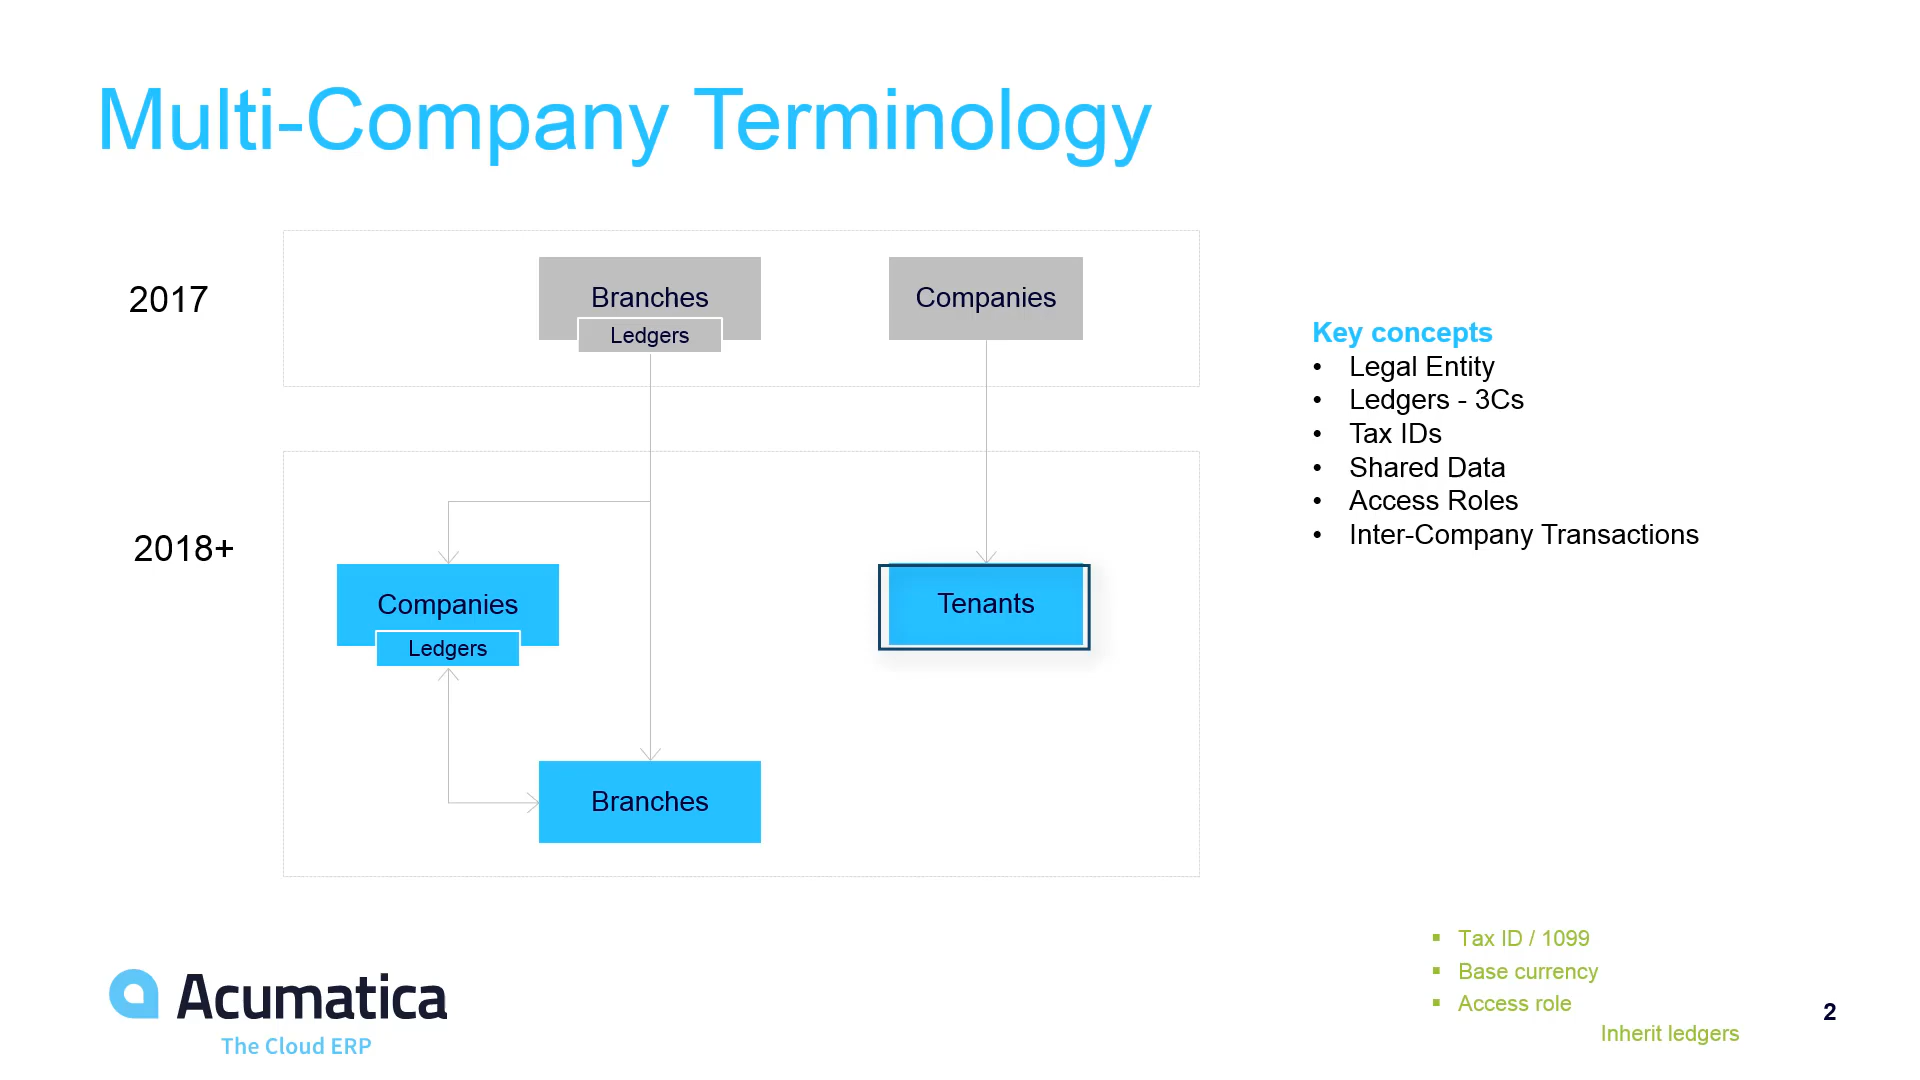 Multi-Company Terminology
2017
Branches
Ledgers
Companies
2018+
Companies
Ledgers
Tenants
Branches
Key concepts
• Legal Entity
• Ledgers - 3Cs
• Tax IDs
• Shared Data
• Access Roles
• Inter-Company Transactions
▪ Tax ID / 1099
▪ Base currency
▪ Access role
Inherit ledgers
Acumatica
The Cloud ERP
2